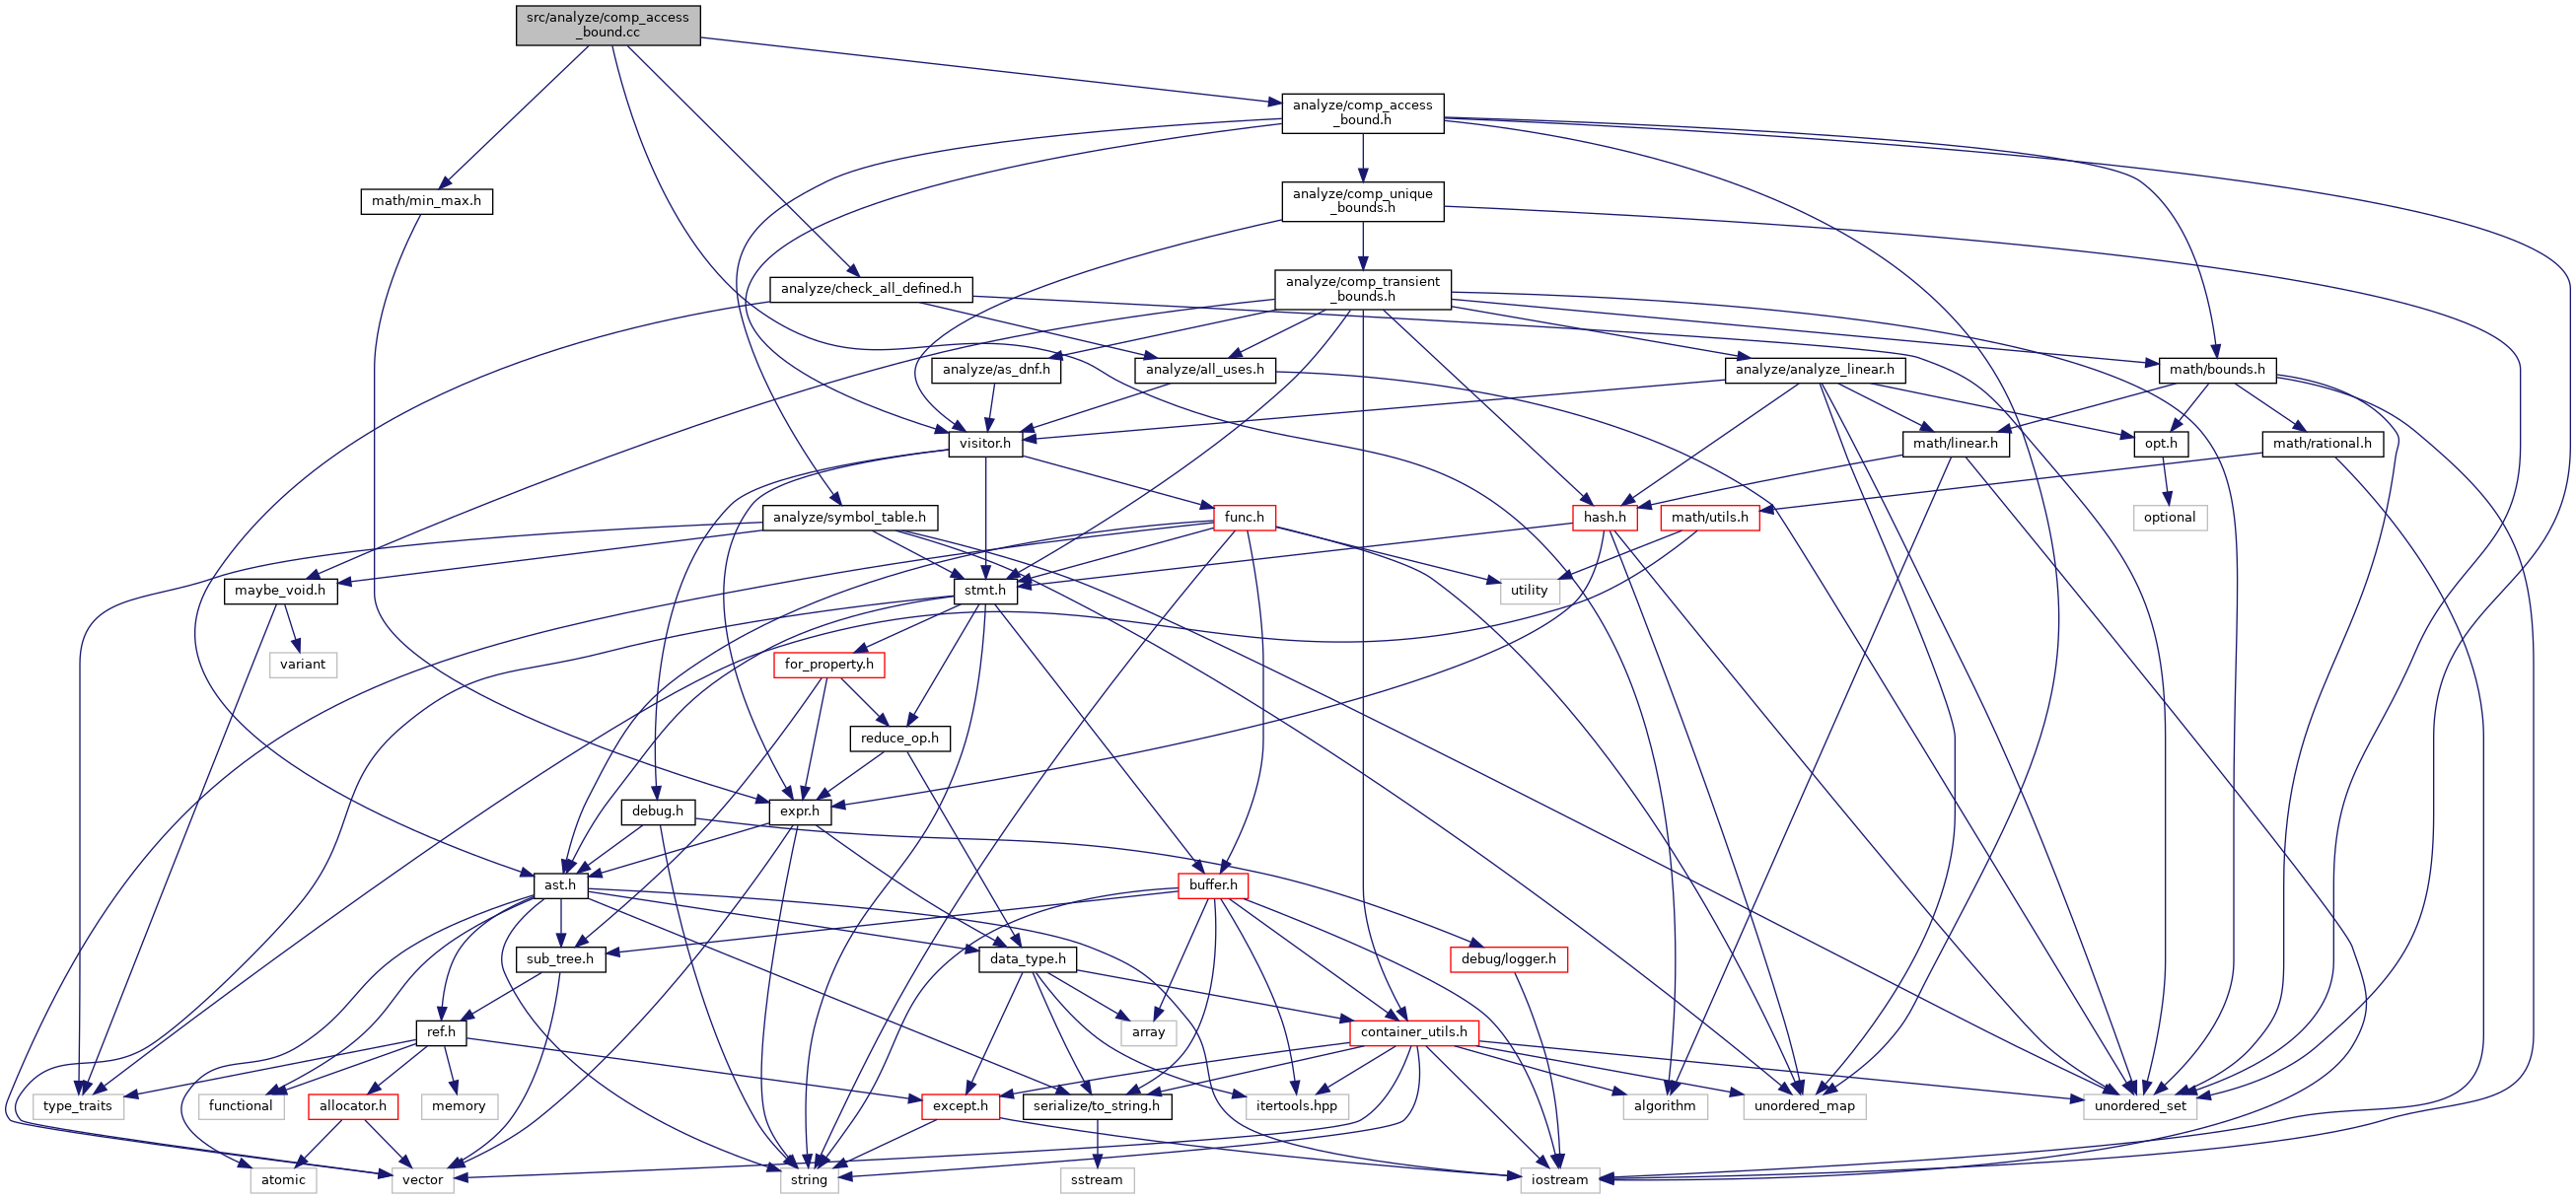 src/analyze/comp_access
_bound.cc
analyze/comp_access
_bound.h
math/min_max.h
analyze/comp_unique
_bounds.h
analyze/check_all_defined.h
analyze/comp_transient
_bounds.h
analyze/as_dnf.h
analyze/all_uses.h
analyze/analyze_linear.h
math/bounds.h
visitor.h
math/linear.h
opt.h
math/rational.h
analyze/symbol_table.h
func.h
hash.h
math/utils.h
optional
maybe_void.h
stmt.h
utility
variant
for_property.h
reduce_op.h
debug.h
expr.h
ast.h
buffer.h
sub_tree.h
data_type.h
debug/logger.h
ref.h
array
container_utils.h
type_traits
functional
allocator.h
memory
except.h
serialize/to_string.h
itertools.hpp
algorithm
unordered_map
unordered_set
atomic
vector
string
sstream
iostream